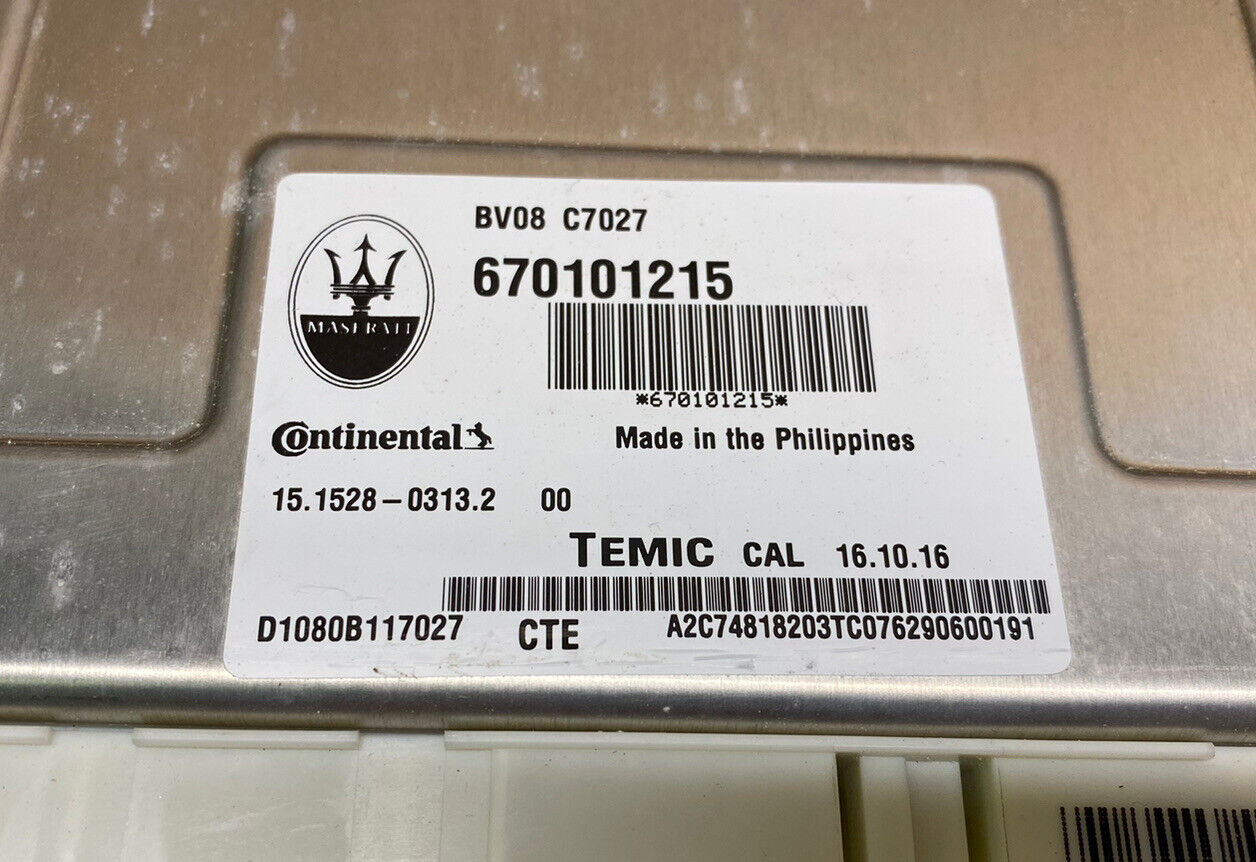 BV08 C7027
670101215
MASERATI
*670101215*
Continental
Made in the Philippines
15.1528-0313.2 00
TEMIC CAL 16.10.16
D1080B117027 CTE A2C74818203TC076290600191